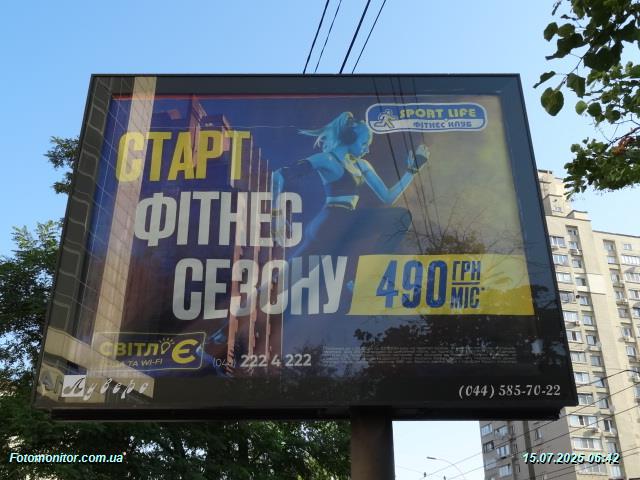 SPORT LIFE
ФІТНЕС КЛУБ
СТАРТ
ФІТНЕС
СЕЗОНУ
490 ГРН
МІС*
СВІТЛО Є
ТА WI-FI
(044) 222 4 222
Лувере
(044) 585-70-22
Fotomonitor.com.ua
15.07.2025 06:42